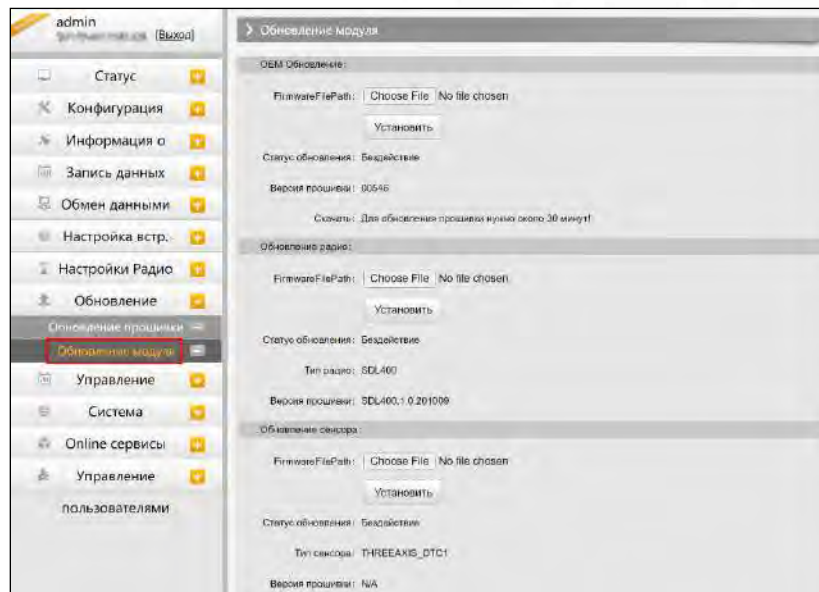 admin
[Выход]
Статус
Конфигурация
Информация о
Запись данных
Обмен данными
Настройка встр.
Настройки Радио
Обновление
Обновление прошивки
Обновление модуля
Управление
Система
Online сервисы
Управление
пользователями
Обновление модуля
OEM Обновление:
FirmwareFilePath: Choose File No file chosen
Установить
Статус обновления: Бездействие
Версия прошивки: 00546
Скачать: Для обновления прошивки нужно около 30 минут!
Обновление радио:
FirmwareFilePath: Choose File No file chosen
Установить
Статус обновления: Бездействие
Тип радио: SDL400
Версия прошивки: SDL400.1.0.201009
Обновление сенсора:
FirmwareFilePath: Choose File No file chosen
Установить
Статус обновления: Бездействие
Тип сенсора: THREEAXIS_DTC1
Версия прошивки: N/A